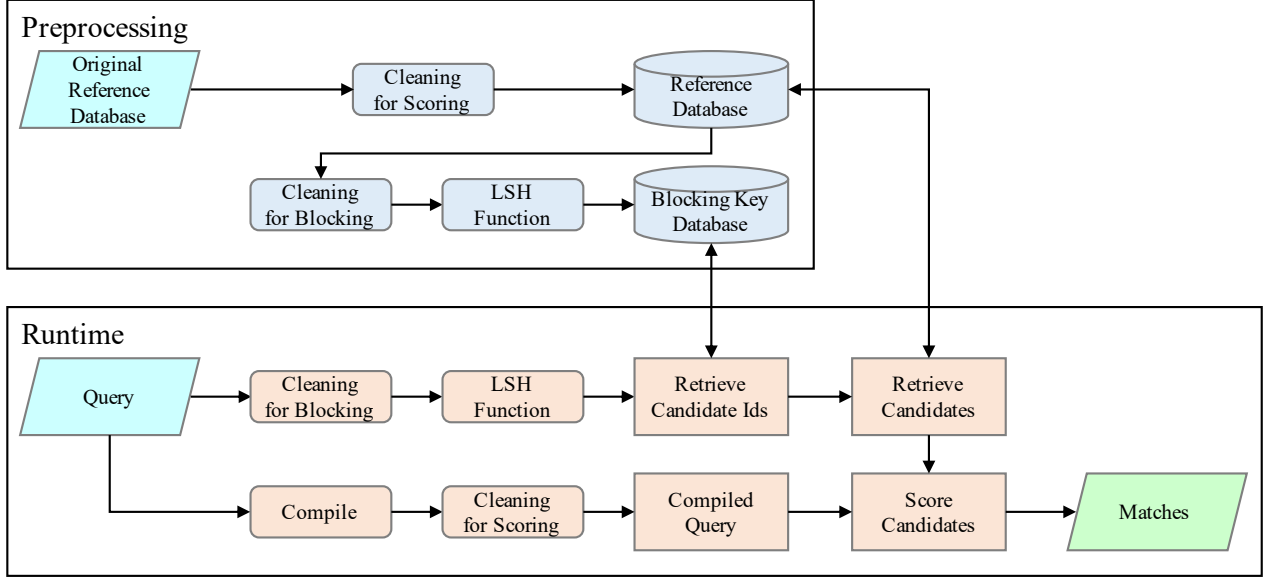 Preprocessing
Original
Reference
Database
Cleaning
for Scoring
Reference
Database
Cleaning
for Blocking
LSH
Function
Blocking Key
Database
Runtime
Query
Cleaning
for Blocking
LSH
Function
Retrieve
Candidate Ids
Retrieve
Candidates
Compile
Cleaning
for Scoring
Compiled
Query
Score
Candidates
Matches